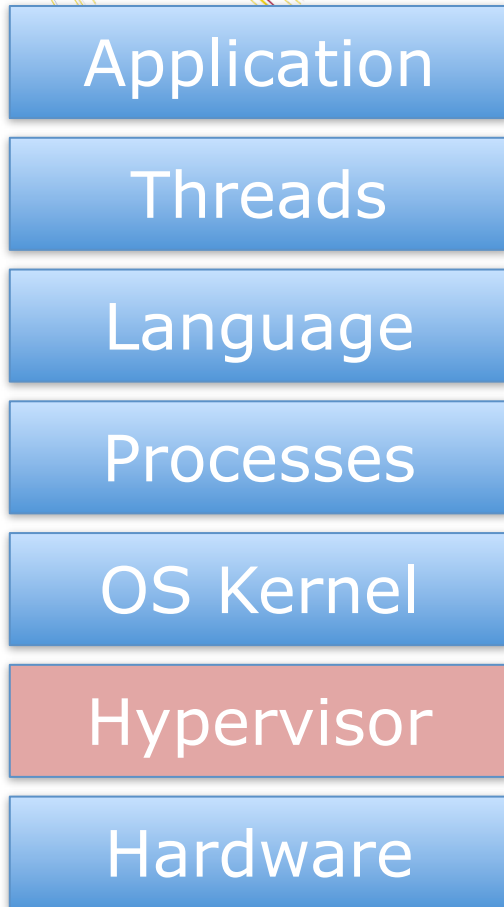 Application
Threads
Language
Processes
OS Kernel
Hypervisor
Hardware